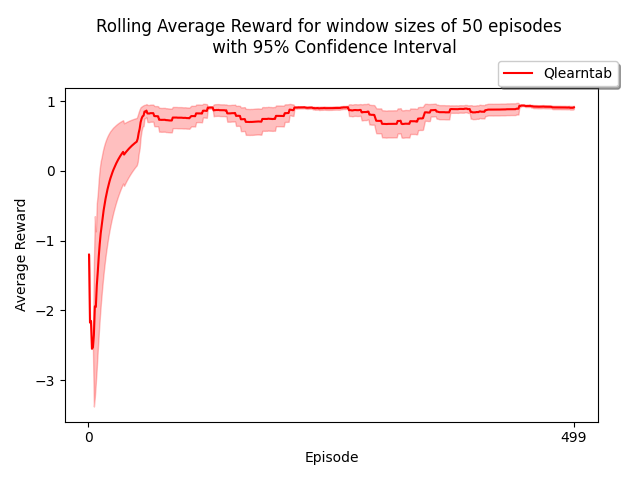 Rolling Average Reward for window sizes of 50 episodes
with 95% Confidence Interval
Qlearntab
1
0
−1
−2
−3
Average Reward
0
499
Episode